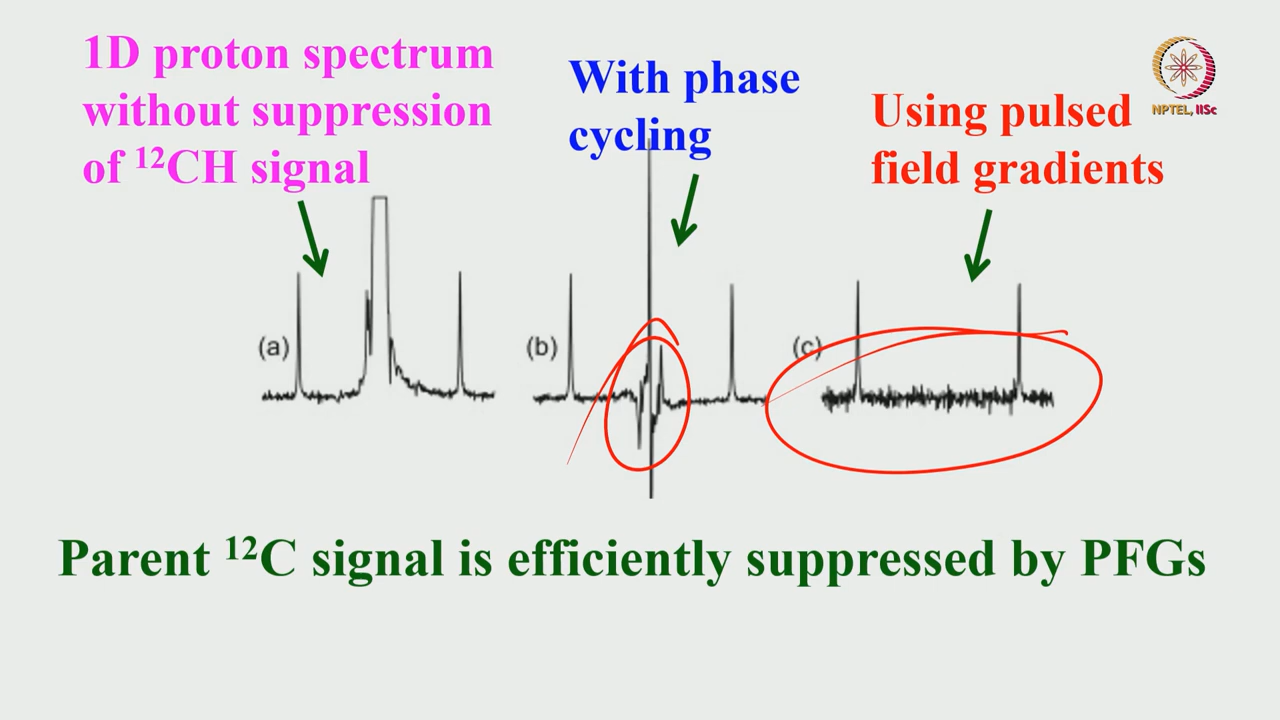 1D proton spectrum
without suppression
of ¹²CH signal
With phase
cycling
Using pulsed
field gradients
NPTEL, IISc
(a)
(b)
(c)
Parent ¹²C signal is efficiently suppressed by PFGs